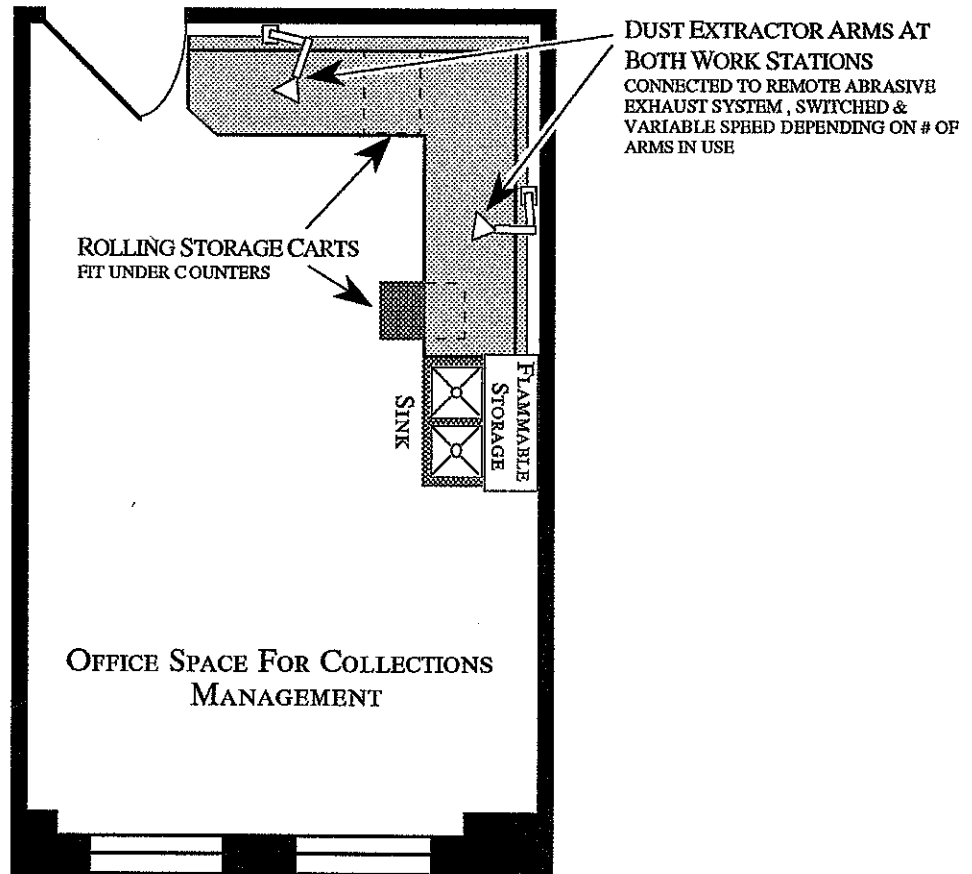 DUST EXTRACTOR ARMS AT
BOTH WORK STATIONS
CONNECTED TO REMOTE ABRASIVE
EXHAUST SYSTEM , SWITCHED &
VARIABLE SPEED DEPENDING ON # OF
ARMS IN USE
ROLLING STORAGE CARTS
FIT UNDER COUNTERS
SINK
FLAMMABLE
STORAGE
OFFICE SPACE FOR COLLECTIONS
MANAGEMENT